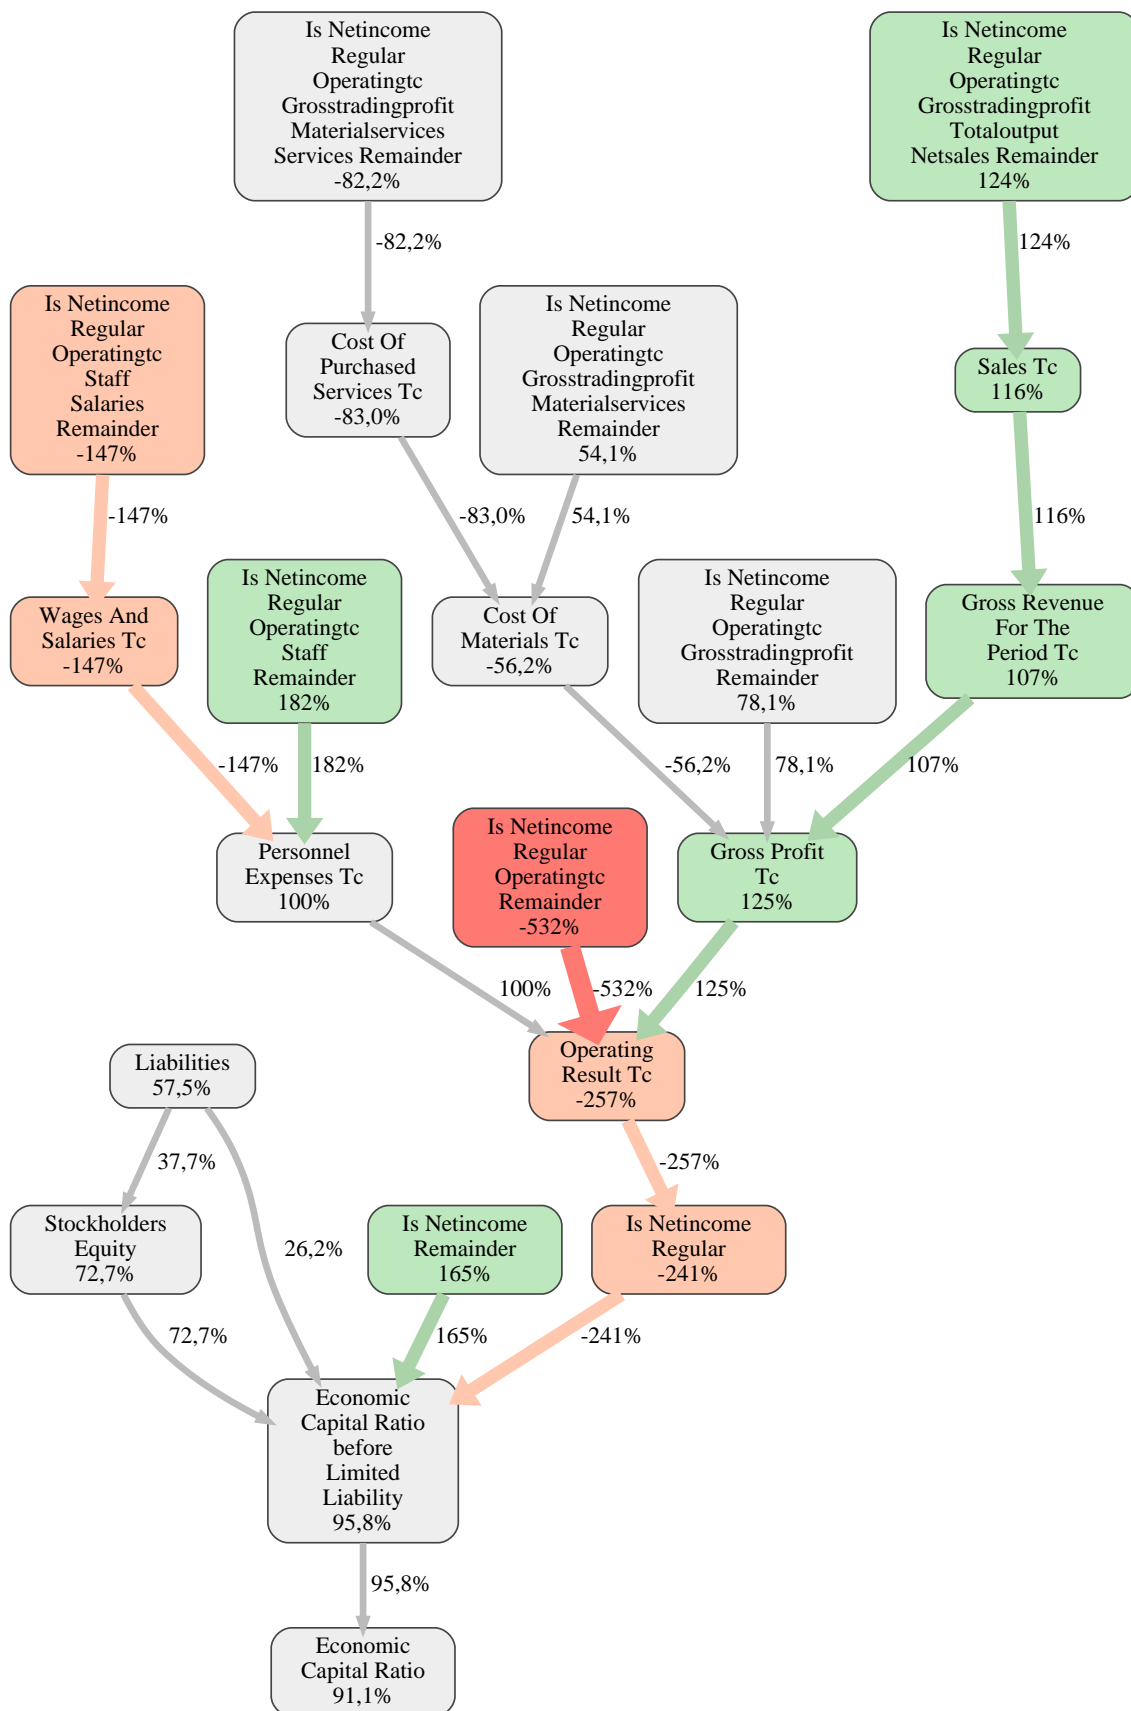 Is Netincome
Regular
Operatingtc
Grosstradingprofit
Materialservices
Services Remainder
-82,2%
Is Netincome
Regular
Operatingtc
Grosstradingprofit
Totaloutput
Netsales Remainder
124%
-82,2%
124%
Is Netincome
Regular
Operatingtc
Staff
Salaries
Remainder
-147%
Cost Of
Purchased
Services Tc
-83,0%
Is Netincome
Regular
Operatingtc
Grosstradingprofit
Materialservices
Remainder
54,1%
Sales Tc
116%
-147%
-83,0%
54,1%
116%
Wages And
Salaries Tc
-147%
Is Netincome
Regular
Operatingtc
Staff
Remainder
182%
Cost Of
Materials Tc
-56,2%
Is Netincome
Regular
Operatingtc
Grosstradingprofit
Remainder
78,1%
Gross Revenue
For The
Period Tc
107%
-147%
182%
-56,2%
78,1%
107%
Personnel
Expenses Tc
100%
Is Netincome
Regular
Operatingtc
Remainder
-532%
Gross Profit
Tc
125%
100%
-532%
125%
Liabilities
57,5%
Operating
Result Tc
-257%
37,7%
-257%
Stockholders
Equity
72,7%
26,2%
Is Netincome
Remainder
165%
Is Netincome
Regular
-241%
72,7%
165%
-241%
Economic
Capital Ratio
before
Limited
Liability
95,8%
95,8%
Economic
Capital Ratio
91,1%